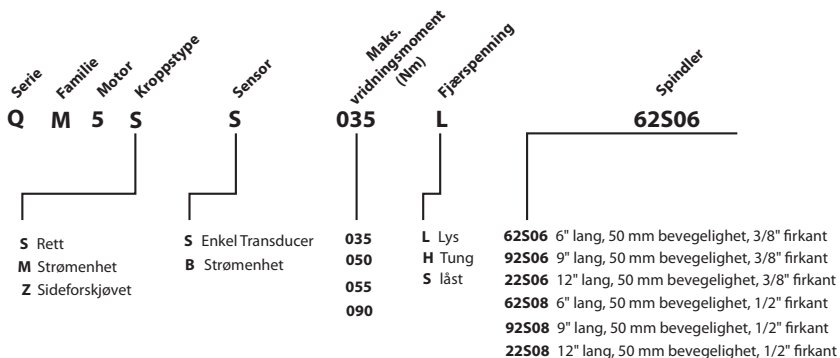 Serie
Familie
Motor
Kroppstype
Sensor
Maks.
vridningsmoment
(Nm)
Fjærspenning
Spindler
Q M 5 S S 035 L 62S06
S Rett
M Strømenhet
Z Sideforskjøvet
S Enkel Transducer
B Strømenhet
035
050
055
090
L Lys
H Tung
S låst
62S06 6" lang, 50 mm bevegelighet, 3/8" firkant
92S06 9" lang, 50 mm bevegelighet, 3/8" firkant
22S06 12" lang, 50 mm bevegelighet, 3/8" firkant
62S08 6" lang, 50 mm bevegelighet, 1/2" firkant
92S08 9" lang, 50 mm bevegelighet, 1/2" firkant
22S08 12" lang, 50 mm bevegelighet, 1/2" firkant